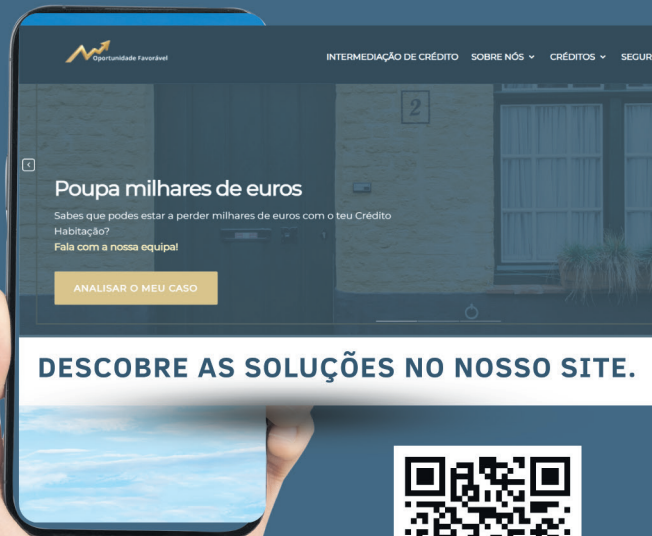 Oportunidade Favorável
INTERMEDIAÇÃO DE CRÉDITO SOBRE NÓS CRÉDITOS SEGUR
2
Poupa milhares de euros
Sabes que podes estar a perder milhares de euros com o teu Crédito
Habitação?
Fala com a nossa equipa!
ANALISAR O MEU CASO
DESCOBRE AS SOLUÇÕES NO NOSSO SITE.